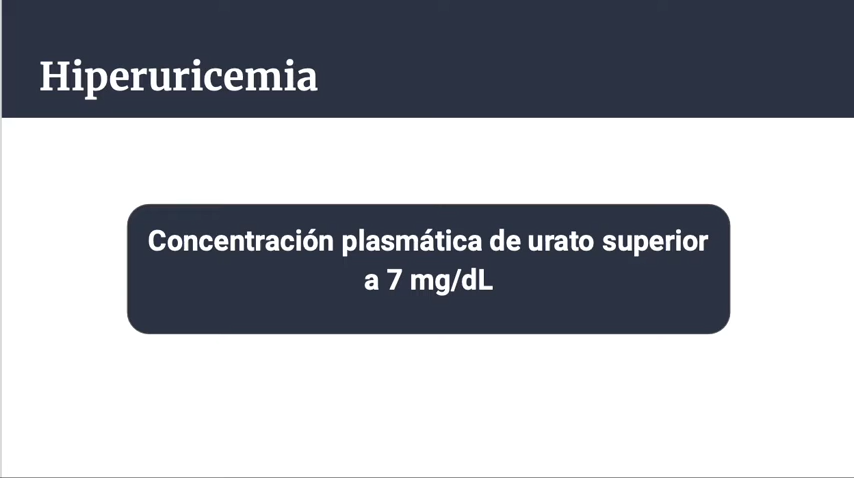 Hiperuricemia
Concentración plasmática de urato superior
a 7 mg/dL